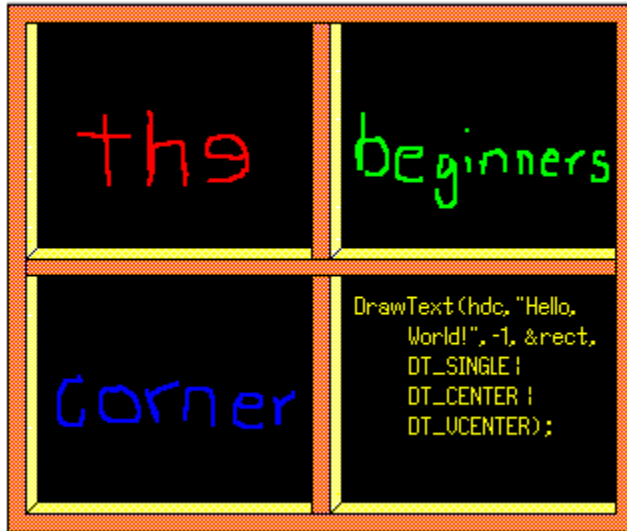 the
beginners
corner
DrawText(hdc, "Hello,
World!", -1, &rect,
DT_SINGLE |
DT_CENTER |
DT_VCENTER);